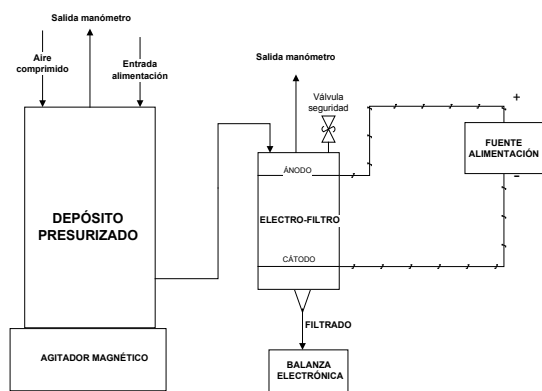 Salida manómetro
Aire
comprimido
Entrada
alimentación
Salida manómetro
Válvula
seguridad
+
FUENTE
ALIMENTACIÓN
-
ÁNODO
DEPÓSITO
PRESURIZADO
ELECTRO-FILTRO
CÁTODO
FILTRADO
AGITADOR MAGNÉTICO
BALANZA
ELECTRÓNICA